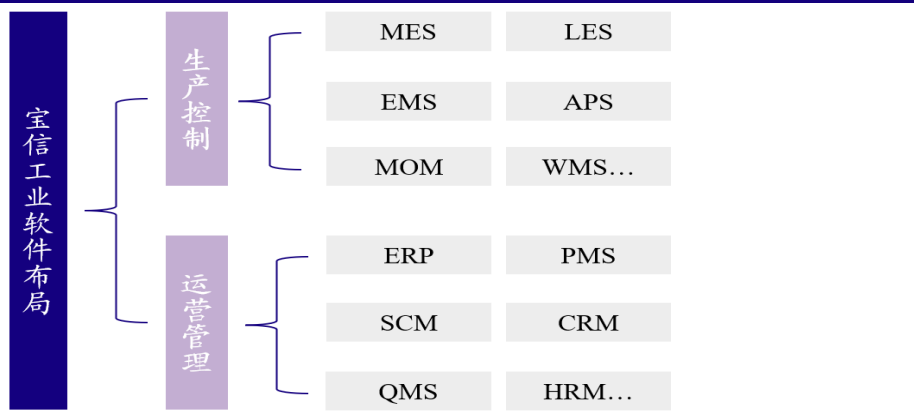 宝信工业软件布局
生产控制
MES
LES
EMS
APS
MOM
WMS…
运营管理
ERP
PMS
SCM
CRM
QMS
HRM…